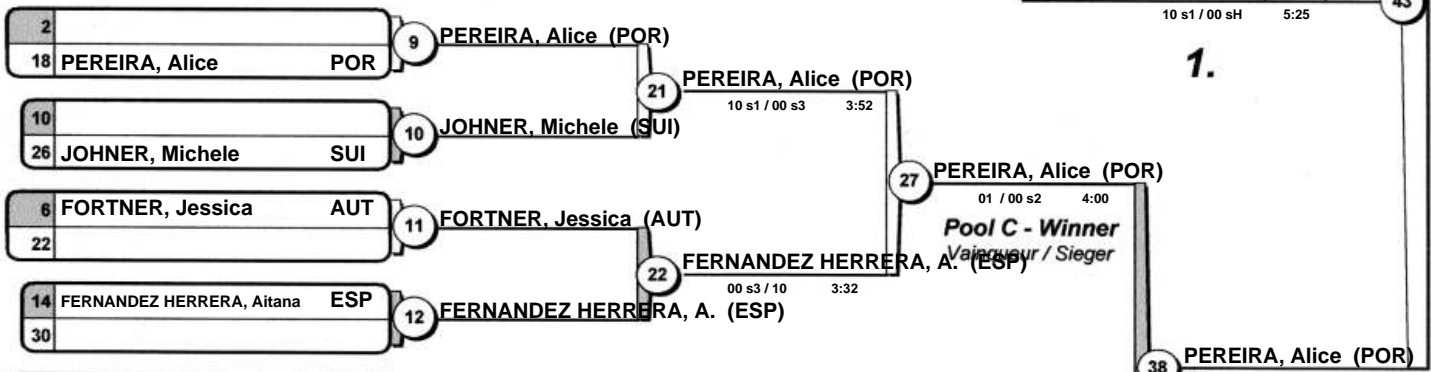 43
10 s1 / 00 sH 5:25
1.
2
18 PEREIRA, Alice POR
9 PEREIRA, Alice (POR)
21 PEREIRA, Alice (POR)
10 s1 / 00 s3 3:52
10
26 JOHNER, Michele SUI
10 JOHNER, Michele (SUI)
27 PEREIRA, Alice (POR)
01 / 00 s2 4:00
Pool C - Winner
Vainqueur / Sieger
6 FORTNER, Jessica AUT
22
11 FORTNER, Jessica (AUT)
22 FERNANDEZ HERRERA, A. (ESP)
00 s3 / 10 3:32
14 FERNANDEZ HERRERA, Aitana ESP
30
12 FERNANDEZ HERRERA, A. (ESP)
38 PEREIRA, Alice (POR)